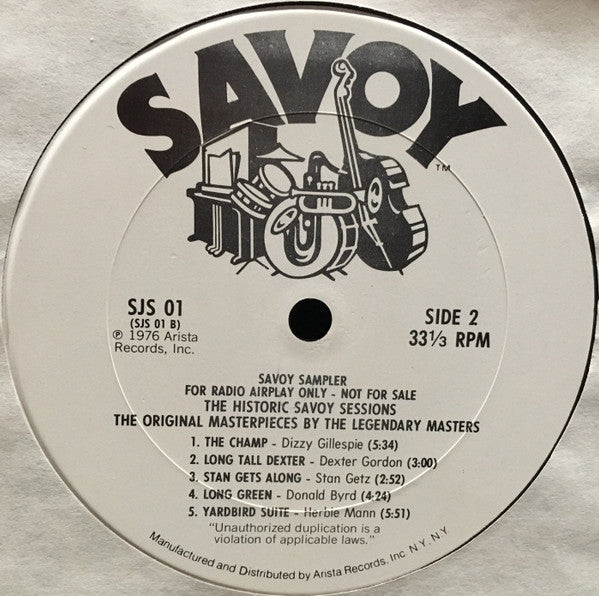 SAVOY
TM
SJS 01
(SJS 01 B)
℗ 1976 Arista
Records, Inc.
SIDE 2
33 1/3 RPM
SAVOY SAMPLER
FOR RADIO AIRPLAY ONLY - NOT FOR SALE
THE HISTORIC SAVOY SESSIONS
THE ORIGINAL MASTERPIECES BY THE LEGENDARY MASTERS
1. THE CHAMP - Dizzy Gillespie (5:34)
2. LONG TALL DEXTER - Dexter Gordon (3:00)
3. STAN GETS ALONG - Stan Getz (2:52)
4. LONG GREEN - Donald Byrd (4:24)
5. YARDBIRD SUITE - Herbie Mann (5:51)
"Unauthorized duplication is a
violation of applicable laws."
Manufactured and Distributed by Arista Records, Inc N.Y., N.Y.